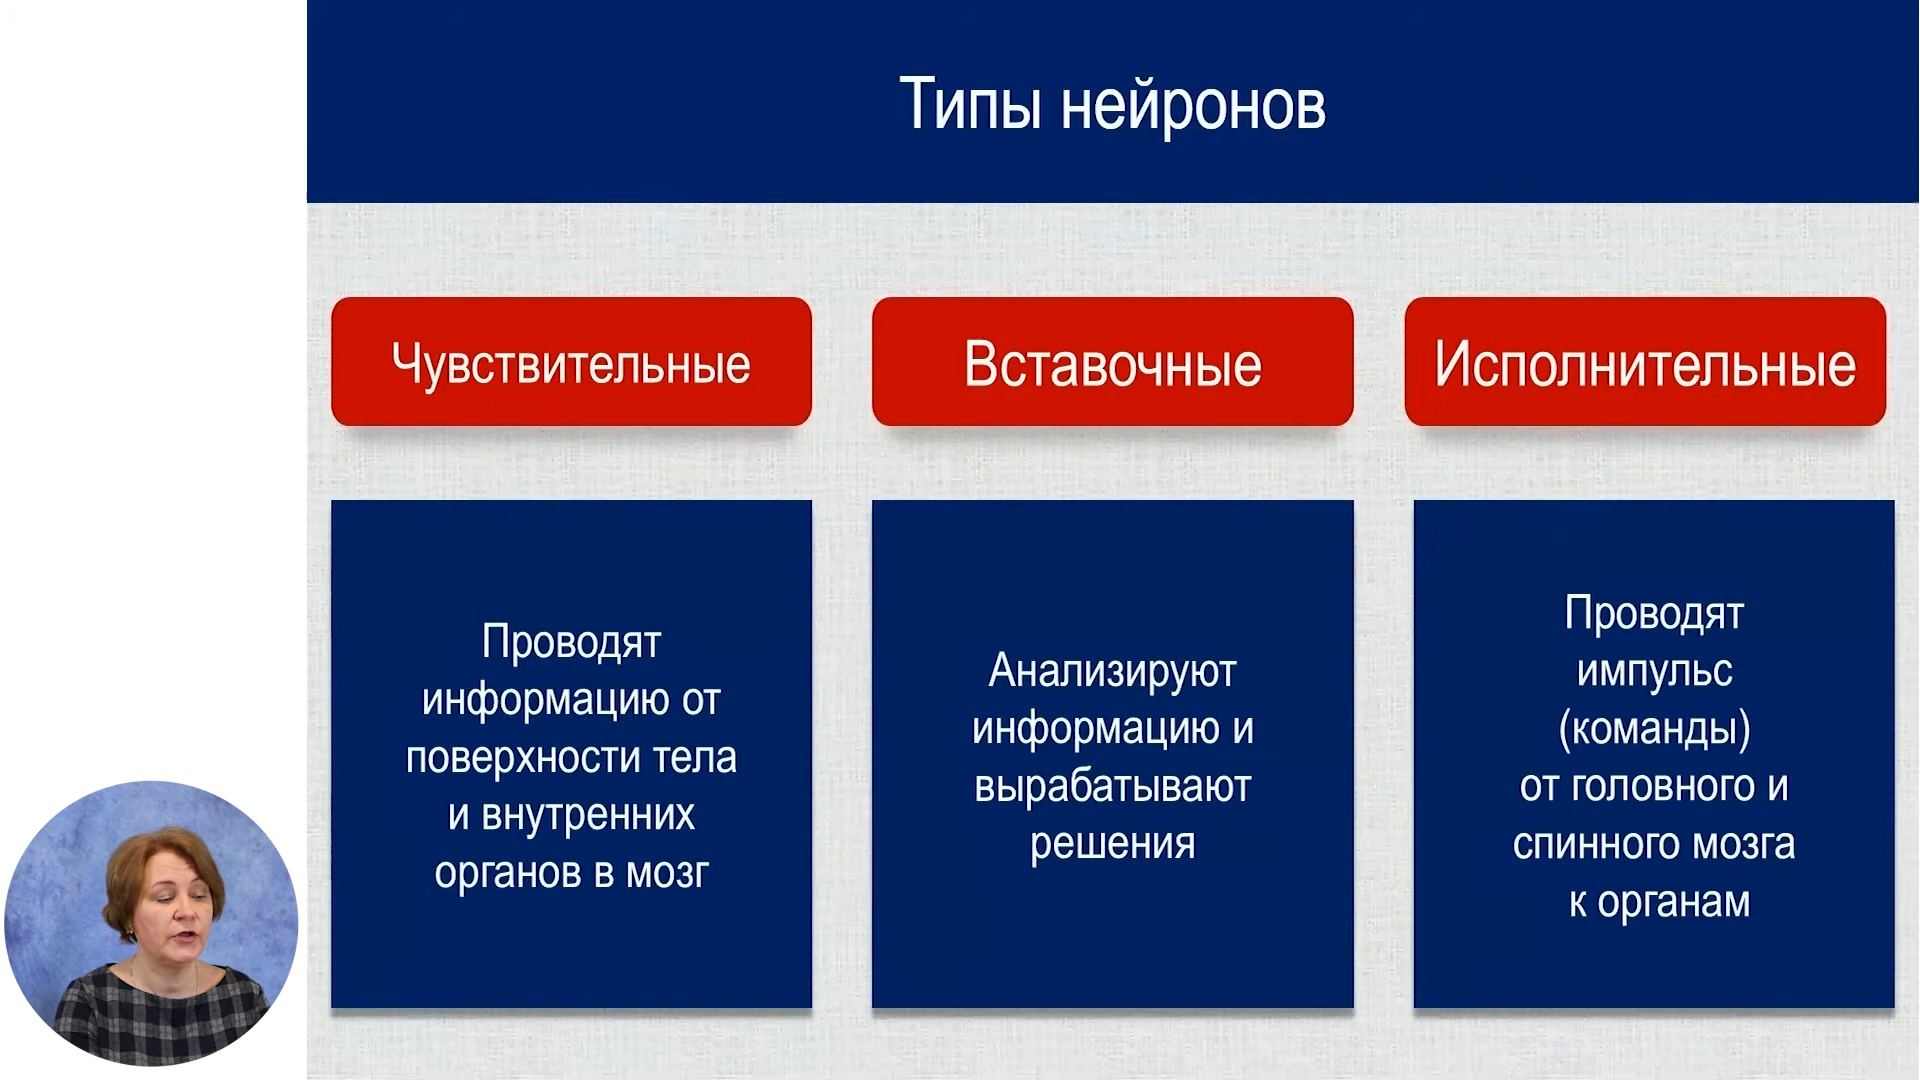 Типы нейронов
Чувствительные
Вставочные
Исполнительные
Проводят
информацию от
поверхности тела
и внутренних
органов в мозг
Анализируют
информацию и
вырабатывают
решения
Проводят
импульс
(команды)
от головного и
спинного мозга
к органам